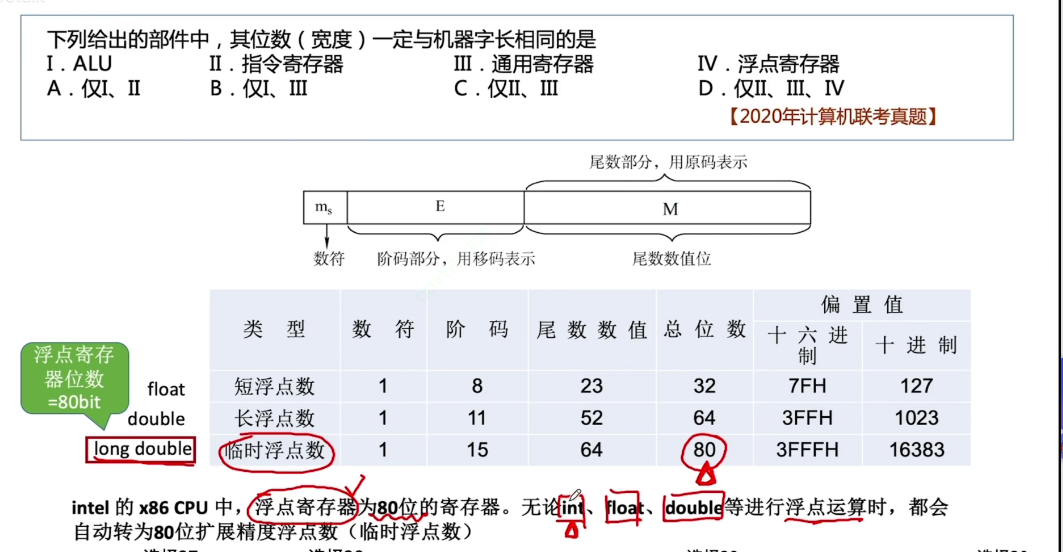 下列给出的部件中，其位数（宽度）一定与机器字长相同的是
I．ALU II．指令寄存器 III．通用寄存器 IV．浮点寄存器
A．仅I、II B．仅I、III C．仅II、III D．仅II、III、IV
【2020年计算机联考真题】
尾数部分，用原码表示
mₛ E M
数符 阶码部分，用移码表示 尾数数值位
类型 数符 阶码 尾数数值 总位数 偏置值
十六进制 十进制
浮点寄存
器位数
=80bit
float 短浮点数 1 8 23 32 7FH 127
double 长浮点数 1 11 52 64 3FFH 1023
long double 临时浮点数 1 15 64 80 3FFFH 16383
intel 的 x86 CPU 中，浮点寄存器为80位的寄存器。无论int、float、double等进行浮点运算时，都会
自动转为80位扩展精度浮点数（临时浮点数）